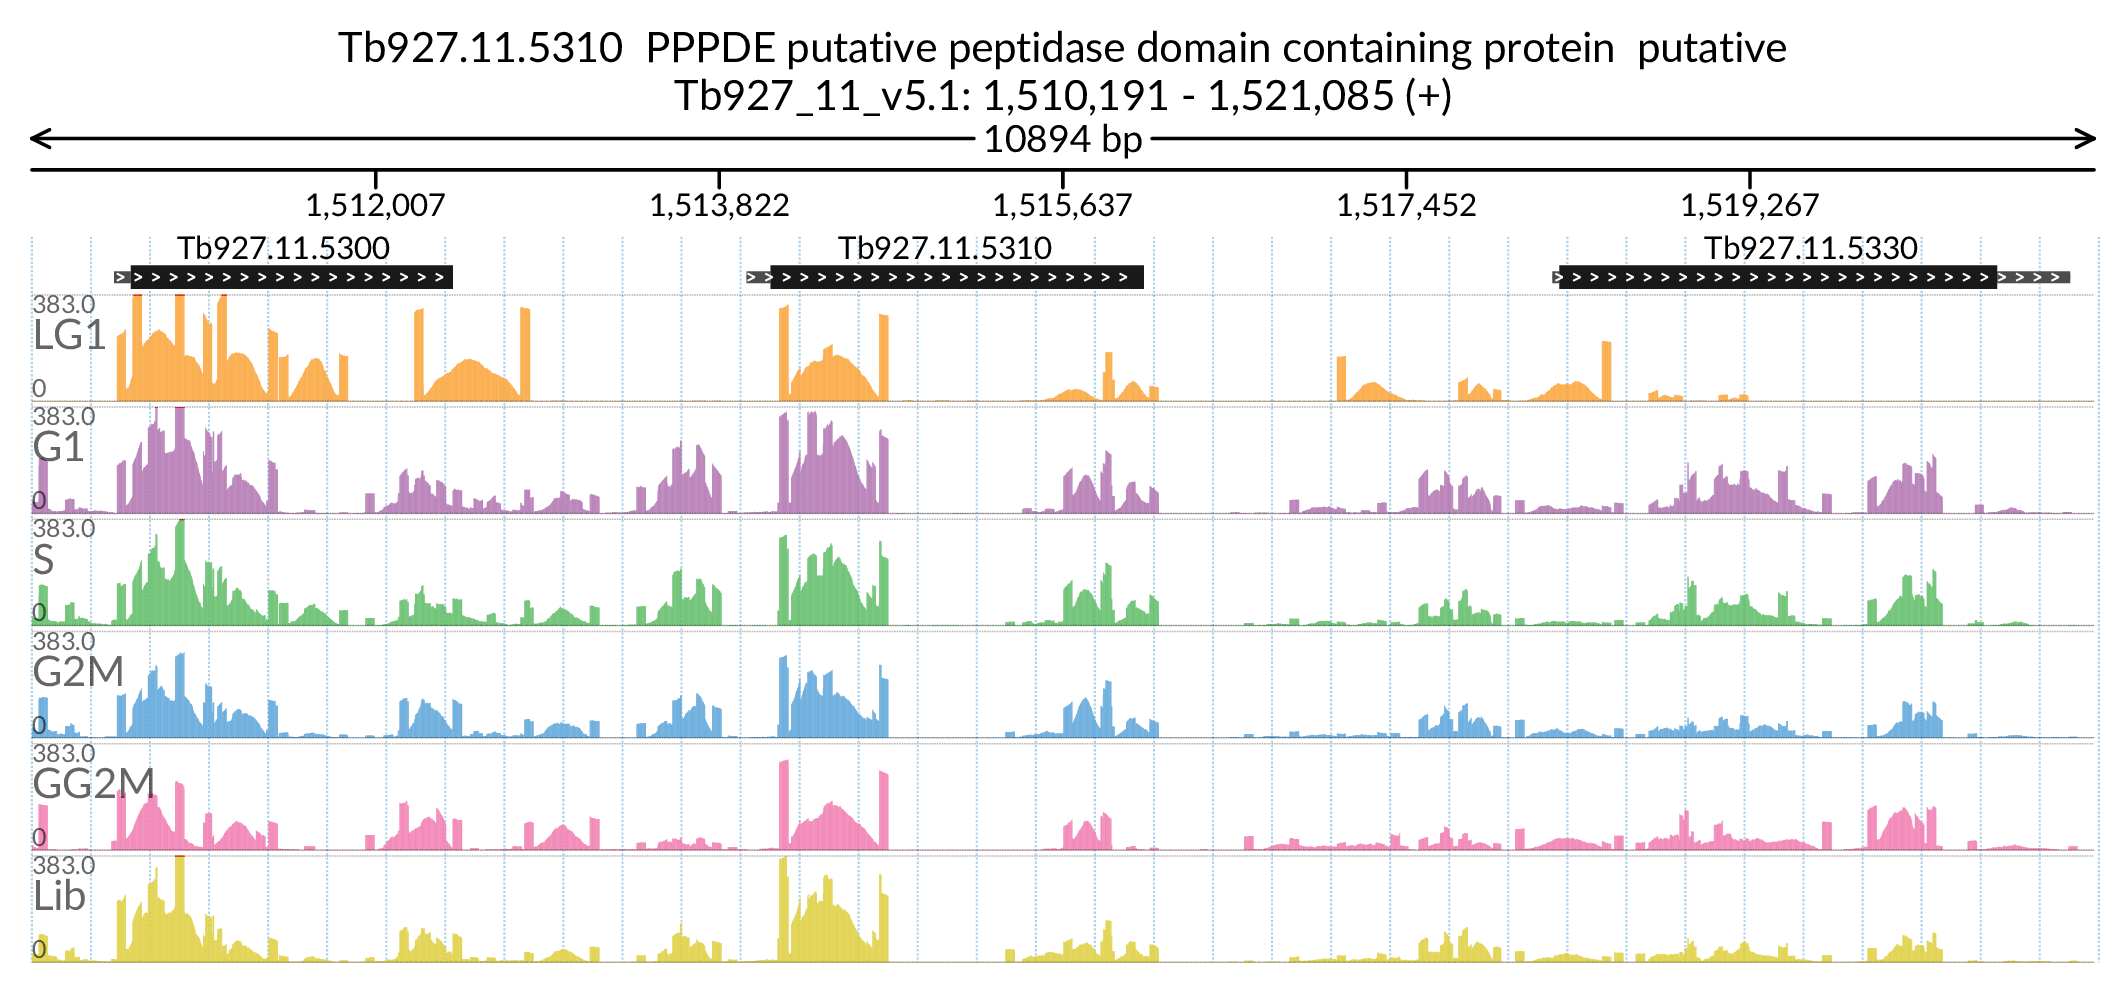 Tb927.11.5310  PPPDE putative peptidase domain containing protein  putative
Tb927_11_v5.1: 1,510,191 - 1,521,085 (+)
10894 bp
1,512,007 1,513,822 1,515,637 1,517,452 1,519,267
Tb927.11.5300 Tb927.11.5310 Tb927.11.5330
383.0
LG1
0
383.0
G1
0
383.0
S
0
383.0
G2M
0
383.0
GG2M
0
383.0
Lib
0